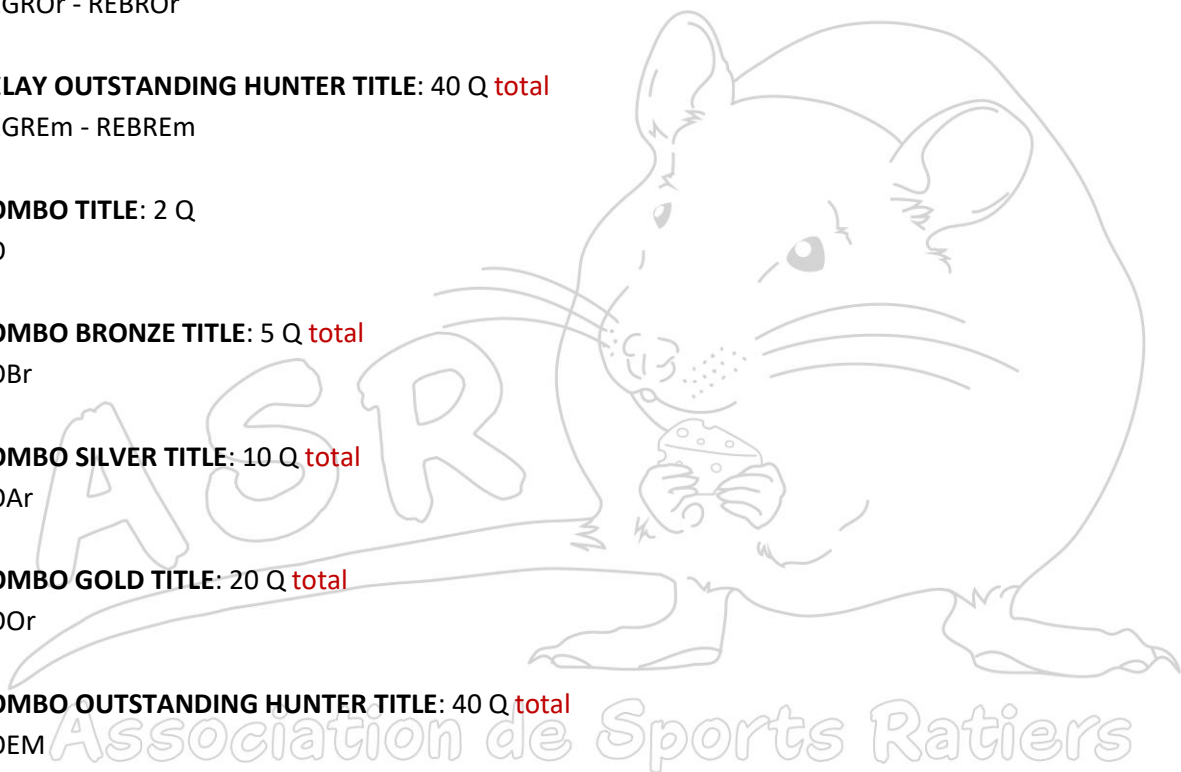 GROr - REBROr
ELAY OUTSTANDING HUNTER TITLE: 40 Q total
GREm - REBREm
OMBO TITLE: 2 Q
O
OMBO BRONZE TITLE: 5 Q total
OBr
OMBO SILVER TITLE: 10 Q total
OAr
OMBO GOLD TITLE: 20 Q total
OOr
OMBO OUTSTANDING HUNTER TITLE: 40 Q total
OEM
ASR
Association de Sports Ratiers